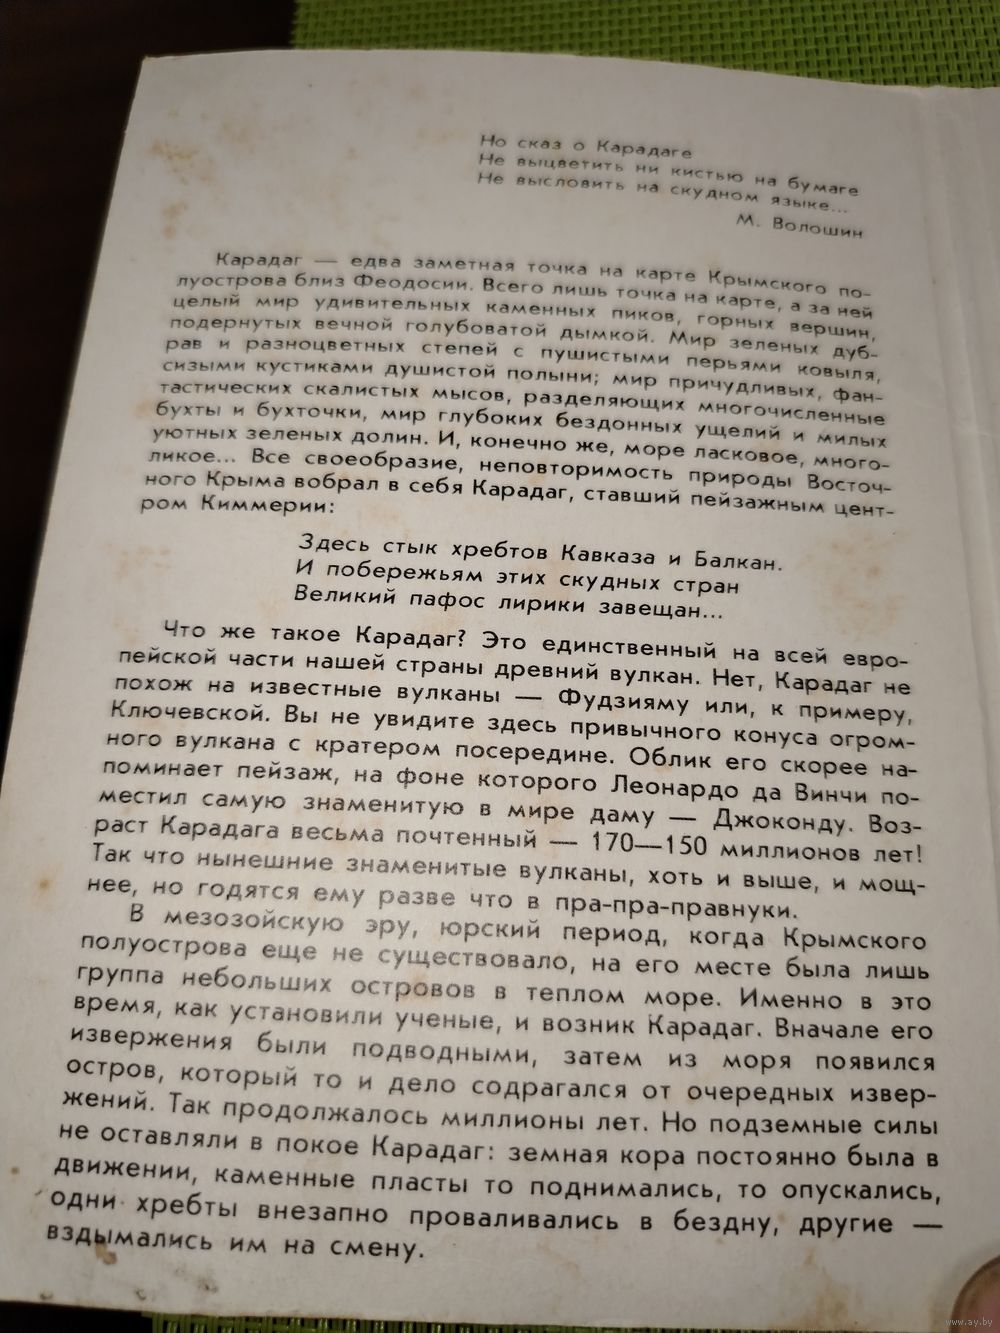 Но сказ о Карадаге
Не выцветить ни кистью на бумаге
Не высловить на скудном языке...
М. Волошин
Карадаг — едва заметная точка на карте Крымского по-
луострова близ Феодосии. Всего лишь точка на карте, а за ней
целый мир удивительных каменных пиков, горных вершин,
подернутых вечной голубоватой дымкой. Мир зеленых дуб-
рав и разноцветных степей с пушистыми перьями ковыля,
сизыми кустиками душистой полыни; мир причудливых, фан-
тастических скалистых мысов, разделяющих многочисленные
бухты и бухточки, мир глубоких бездонных ущелий и милых
уютных зеленых долин. И, конечно же, море ласковое, много-
ликое... Все своеобразие, неповторимость природы Восточ-
ного Крыма вобрал в себя Карадаг, ставший пейзажным цент-
ром Киммерии:
Здесь стык хребтов Кавказа и Балкан.
И побережьям этих скудных стран
Великий пафос лирики завещан...
Что же такое Карадаг? Это единственный на всей евро-
пейской части нашей страны древний вулкан. Нет, Карадаг не
похож на известные вулканы — Фудзияму или, к примеру,
Ключевской. Вы не увидите здесь привычного конуса огром-
ного вулкана с кратером посередине. Облик его скорее на-
поминает пейзаж, на фоне которого Леонардо да Винчи по-
местил самую знаменитую в мире даму — Джоконду. Воз-
раст Карадага весьма почтенный — 170—150 миллионов лет!
Так что нынешние знаменитые вулканы, хоть и выше, и мощ-
нее, но годятся ему разве что в пра-пра-правнуки.
В мезозойскую эру, юрский период, когда Крымского
полуострова еще не существовало, на его месте была лишь
группа небольших островов в теплом море. Именно в это
время, как установили ученые, и возник Карадаг. Вначале его
извержения были подводными, затем из моря появился
остров, который то и дело содрагался от очередных извер-
жений. Так продолжалось миллионы лет. Но подземные силы
не оставляли в покое Карадаг: земная кора постоянно была в
движении, каменные пласты то поднимались, то опускались,
одни хребты внезапно проваливались в бездну, другие —
вздымались им на смену.
www.ay.by